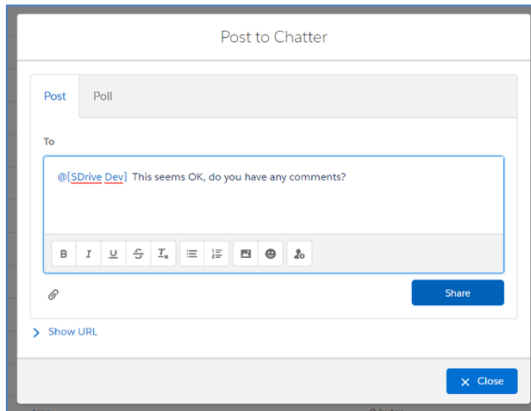 Post to Chatter
Post Poll
To
@[SDrive Dev] This seems OK, do you have any comments?
B I U S Tx
Share
Show URL
Close